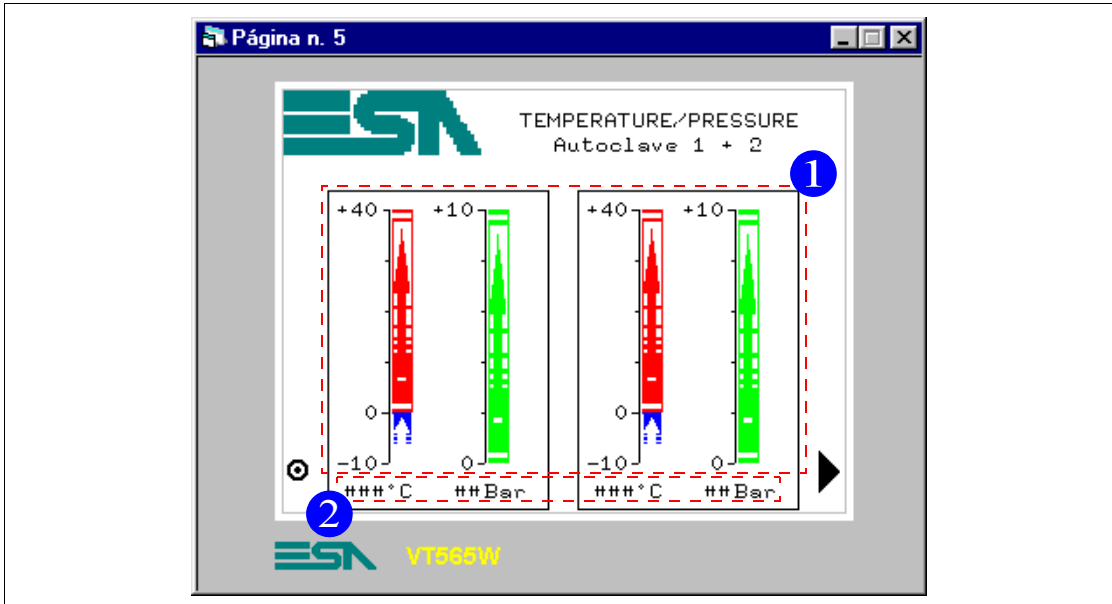 Página n. 5
ESA
TEMPERATURE/PRESSURE
Autoclave 1 + 2
1
+40 +10 +40 +10
0 0
-10 0 -10 0
###°C ##Bar ###°C ##Bar
2
ESA VT565W